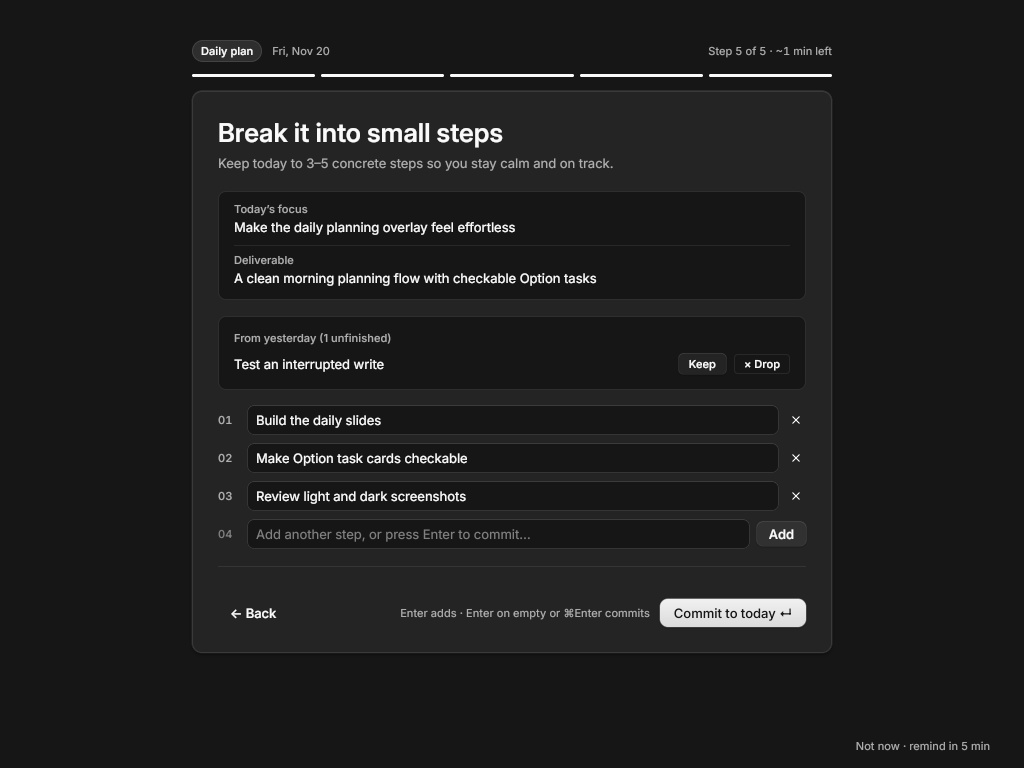 Daily plan Fri, Nov 20 Step 5 of 5 · ~1 min left
Break it into small steps
Keep today to 3–5 concrete steps so you stay calm and on track.
Today's focus
Make the daily planning overlay feel effortless
Deliverable
A clean morning planning flow with checkable Option tasks
From yesterday (1 unfinished)
Test an interrupted write Keep × Drop
01 Build the daily slides ×
02 Make Option task cards checkable ×
03 Review light and dark screenshots ×
04 Add another step, or press Enter to commit... Add
← Back Enter adds · Enter on empty or ⌘Enter commits Commit to today ↵
Not now · remind in 5 min